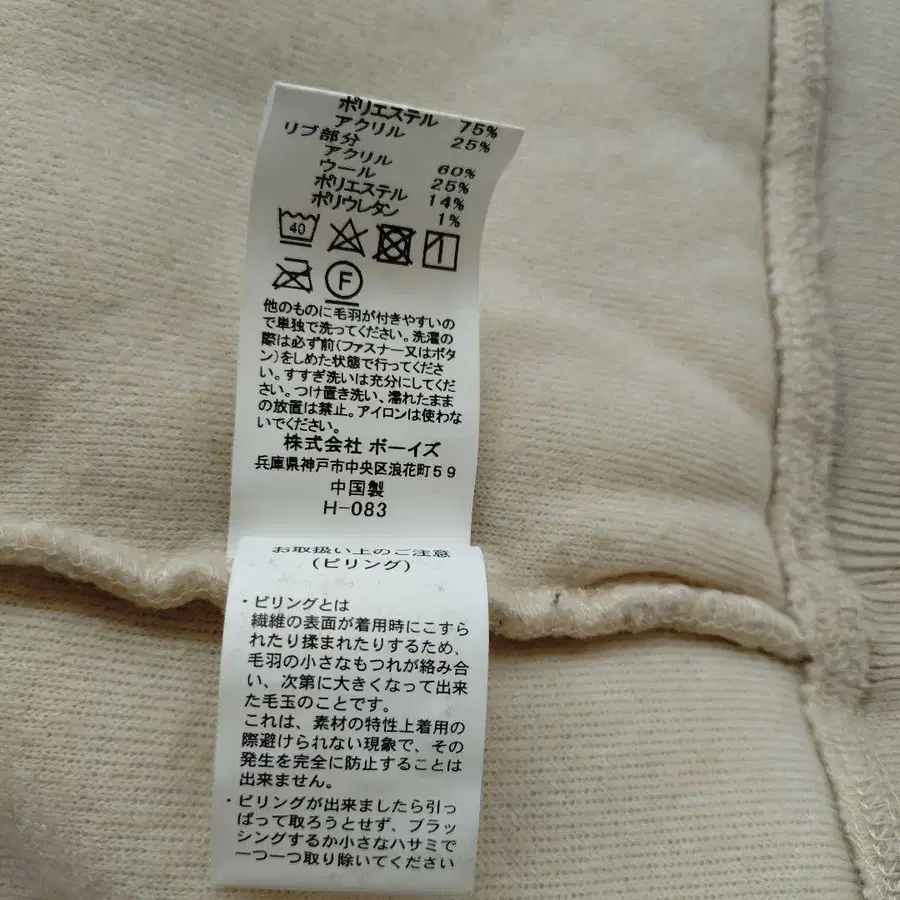 ポリエステル 75%
アクリル 25%
リブ部分
アクリル 60%
ウール 25%
ポリエステル 14%
ポリウレタン 1%
40
F
他のものに毛羽が付きやすいの
で単独で洗ってください。洗濯の
際は必ず前(ファスナー又はボタ
ン)をしめた状態で行ってくださ
い。すすぎ洗いは充分にしてくだ
さい。つけ置き洗い、濡れたまま
の放置は禁止。アイロンは使わな
いでください。
株式会社 ボーイズ
兵庫県神戸市中央区浪花町59
中国製
H-083
お取扱い上のご注意
(ピリング)
・ピリングとは
繊維の表面が着用時にこすら
れたり揉まれたりするため、
毛羽の小さなもつれが絡み合
い、次第に大きくなって出来
た毛玉のことです。
これは、素材の特性上着用の
際避けられない現象で、その
発生を完全に防止することは
出来ません。
・ピリングが出来ましたら引っ
ぱって取ろうとせず、ブラッ
シングするか小さなハサミで
一つ一つ取り除いてください